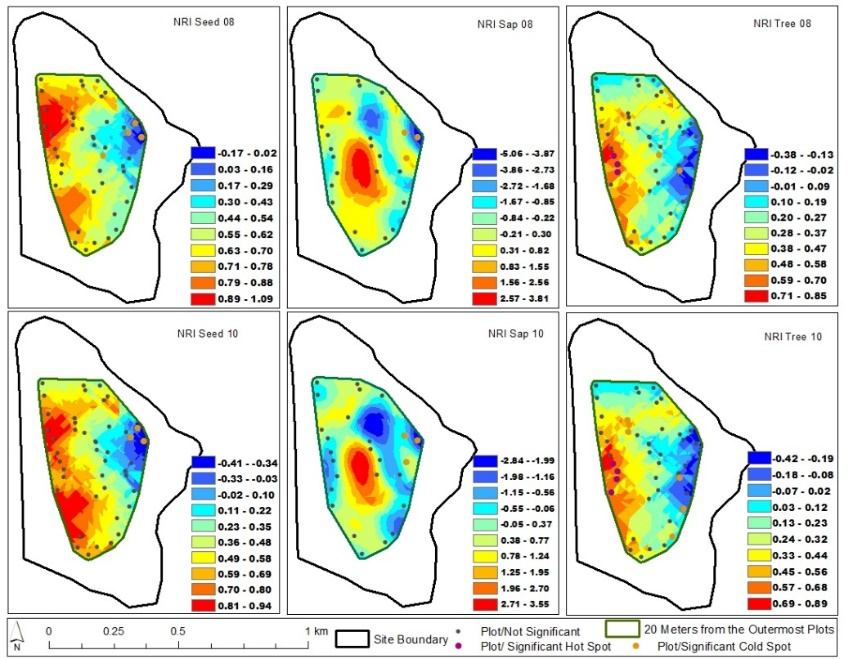 NRI Seed 08
-0.17 - 0.02
0.03 - 0.16
0.17 - 0.29
0.30 - 0.43
0.44 - 0.54
0.55 - 0.62
0.63 - 0.70
0.71 - 0.78
0.79 - 0.88
0.89 - 1.09
NRI Sap 08
-5.06 - -3.87
-3.86 - -2.73
-2.72 - -1.68
-1.67 - -0.85
-0.84 - -0.22
-0.21 - 0.30
0.31 - 0.82
0.83 - 1.55
1.56 - 2.56
2.57 - 3.81
NRI Tree 08
-0.38 - -0.13
-0.12 - -0.02
-0.01 - 0.09
0.10 - 0.19
0.20 - 0.27
0.28 - 0.37
0.38 - 0.47
0.48 - 0.58
0.59 - 0.70
0.71 - 0.85
NRI Seed 10
-0.41 - -0.34
-0.33 - -0.03
-0.02 - 0.10
0.11 - 0.22
0.23 - 0.35
0.36 - 0.48
0.49 - 0.58
0.59 - 0.69
0.70 - 0.80
0.81 - 0.94
NRI Sap 10
-2.84 - -1.99
-1.98 - -1.16
-1.15 - -0.56
-0.55 - -0.06
-0.05 - 0.37
0.38 - 0.77
0.78 - 1.24
1.25 - 1.95
1.96 - 2.70
2.71 - 3.55
NRI Tree 10
-0.42 - -0.19
-0.18 - -0.08
-0.07 - 0.02
0.03 - 0.12
0.13 - 0.23
0.24 - 0.32
0.33 - 0.44
0.45 - 0.56
0.57 - 0.68
0.69 - 0.89
N
0 0.25 0.5 1 km
Site Boundary
Plot/Not Significant
Plot/ Significant Hot Spot
20 Meters from the Outermost Plots
Plot/Significant Cold Spot